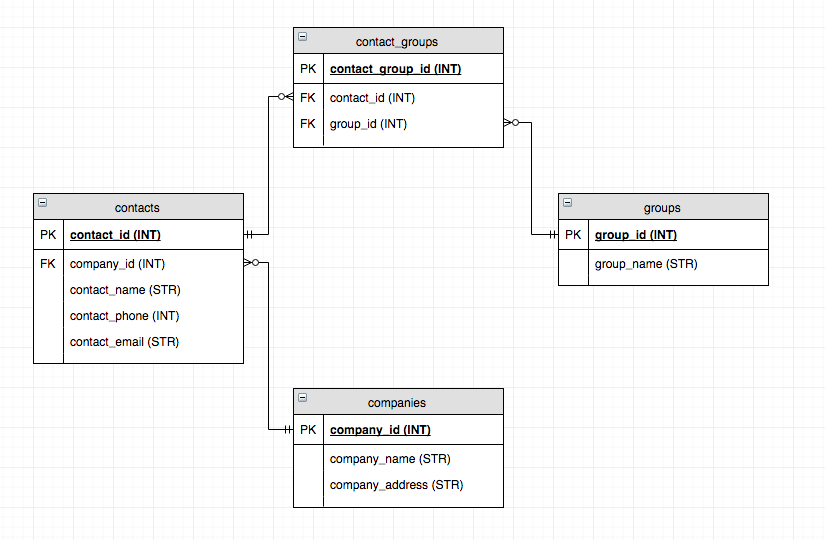 contact_groups
PK contact_group_id (INT)
FK contact_id (INT)
FK group_id (INT)
contacts
PK contact_id (INT)
FK company_id (INT)
contact_name (STR)
contact_phone (INT)
contact_email (STR)
groups
PK group_id (INT)
group_name (STR)
companies
PK company_id (INT)
company_name (STR)
company_address (STR)